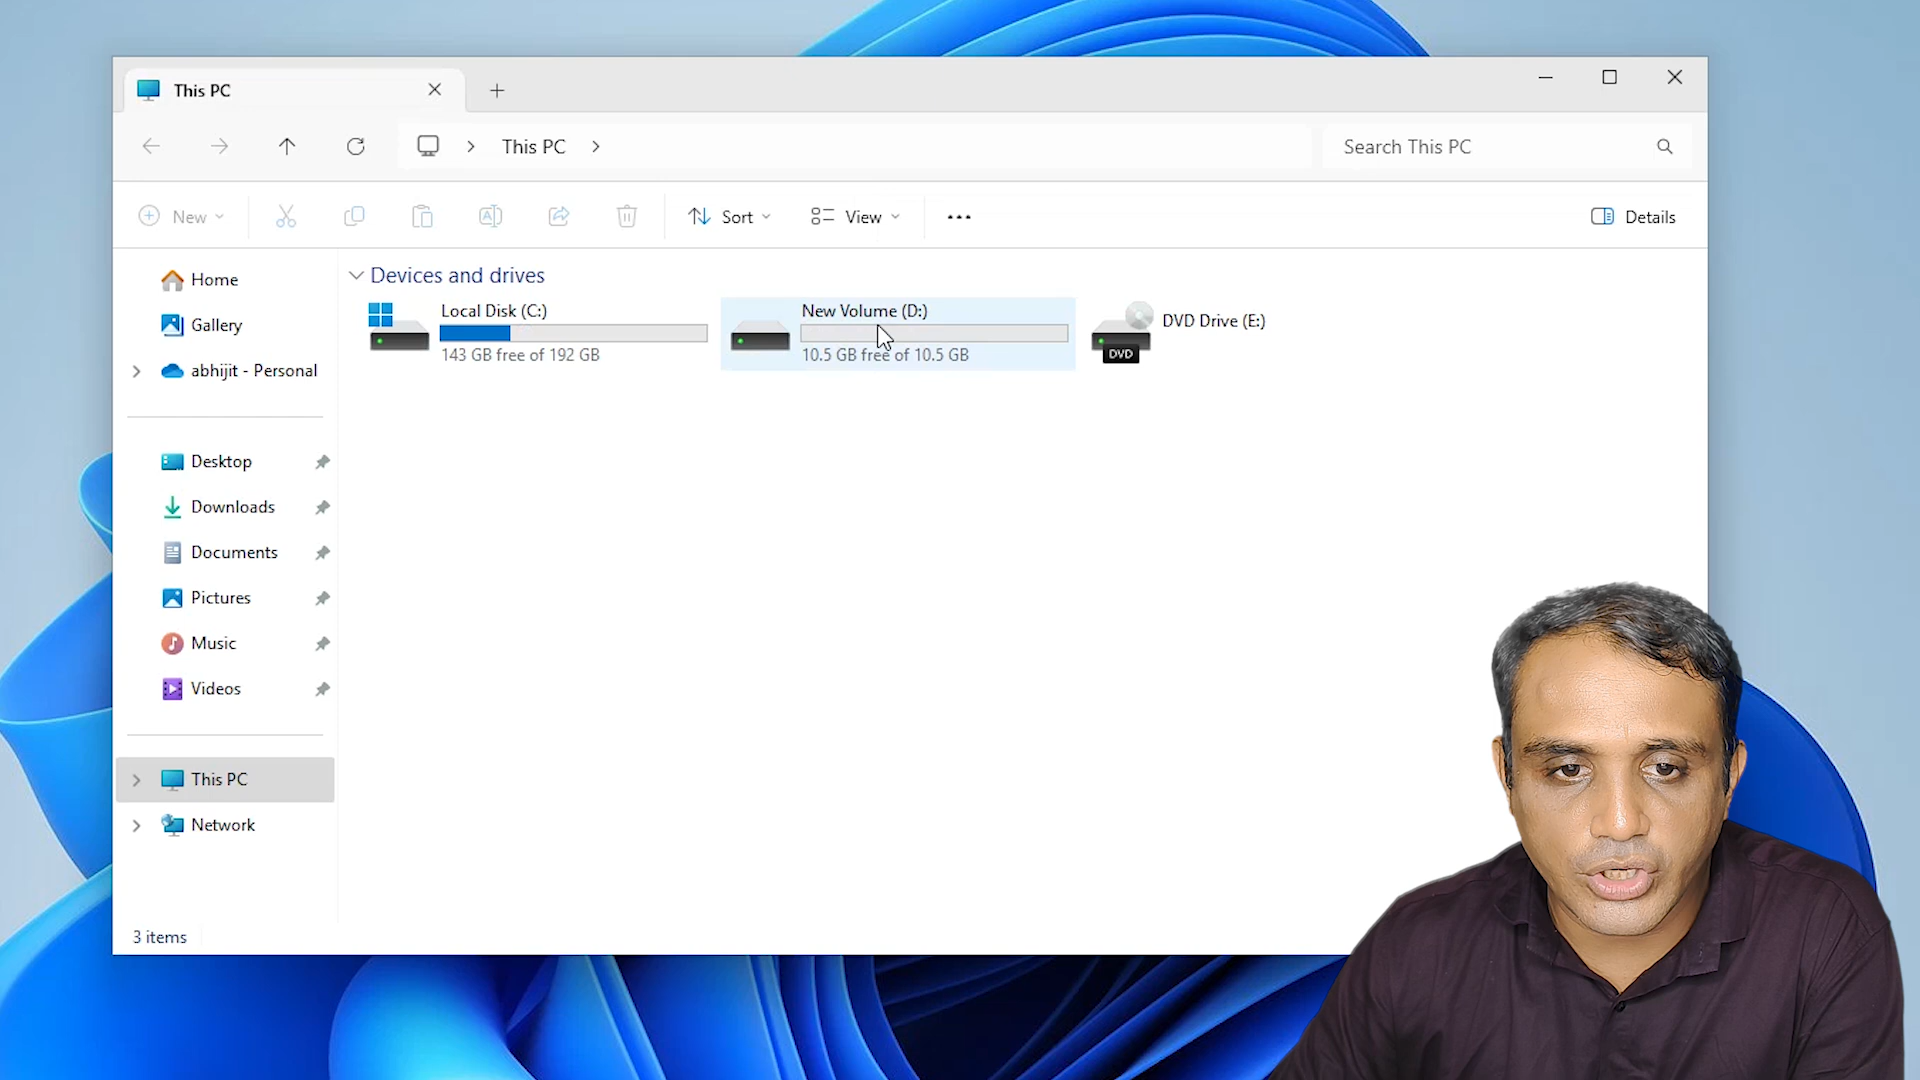 This PC
This PC
Search This PC
New
Sort
View
Details
Home
Gallery
abhijit - Personal
Desktop
Downloads
Documents
Pictures
Music
Videos
This PC
Network
Devices and drives
Local Disk (C:)
143 GB free of 192 GB
New Volume (D:)
10.5 GB free of 10.5 GB
DVD Drive (E:)
DVD
3 items